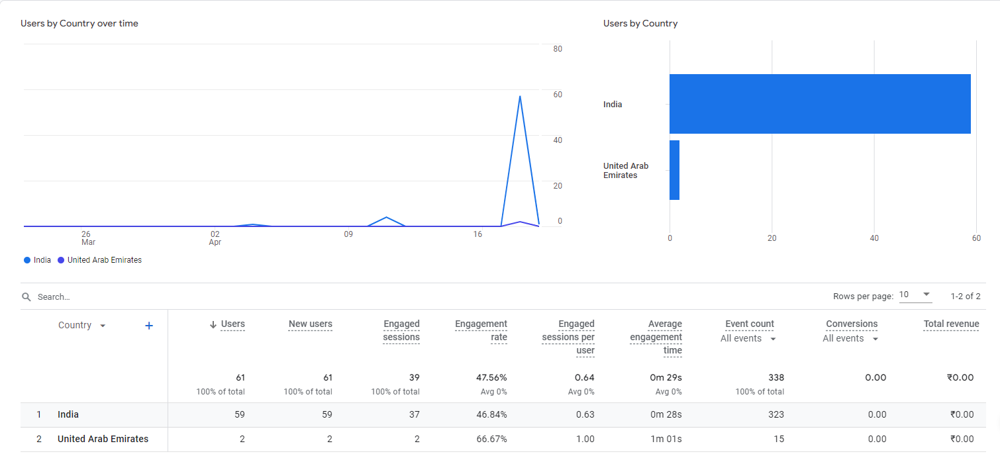 Users by Country over time
80
60
40
20
0
26
Mar
02
Apr
09
16
India
United Arab Emirates
Users by Country
India
United Arab
Emirates
0
20
40
60
Search...
Rows per page: 10
1-2 of 2
Country
+
Users
New users
Engaged
sessions
Engagement
rate
Engaged
sessions per
user
Average
engagement
time
Event count
All events
Conversions
All events
Total revenue
61 61 39 47.56% 0.64 0m 29s 338 0.00 ₹0.00
100% of total 100% of total 100% of total Avg 0% Avg 0% Avg 0% 100% of total
1 India 59 59 37 46.84% 0.63 0m 28s 323 0.00 ₹0.00
2 United Arab Emirates 2 2 2 66.67% 1.00 1m 01s 15 0.00 ₹0.00